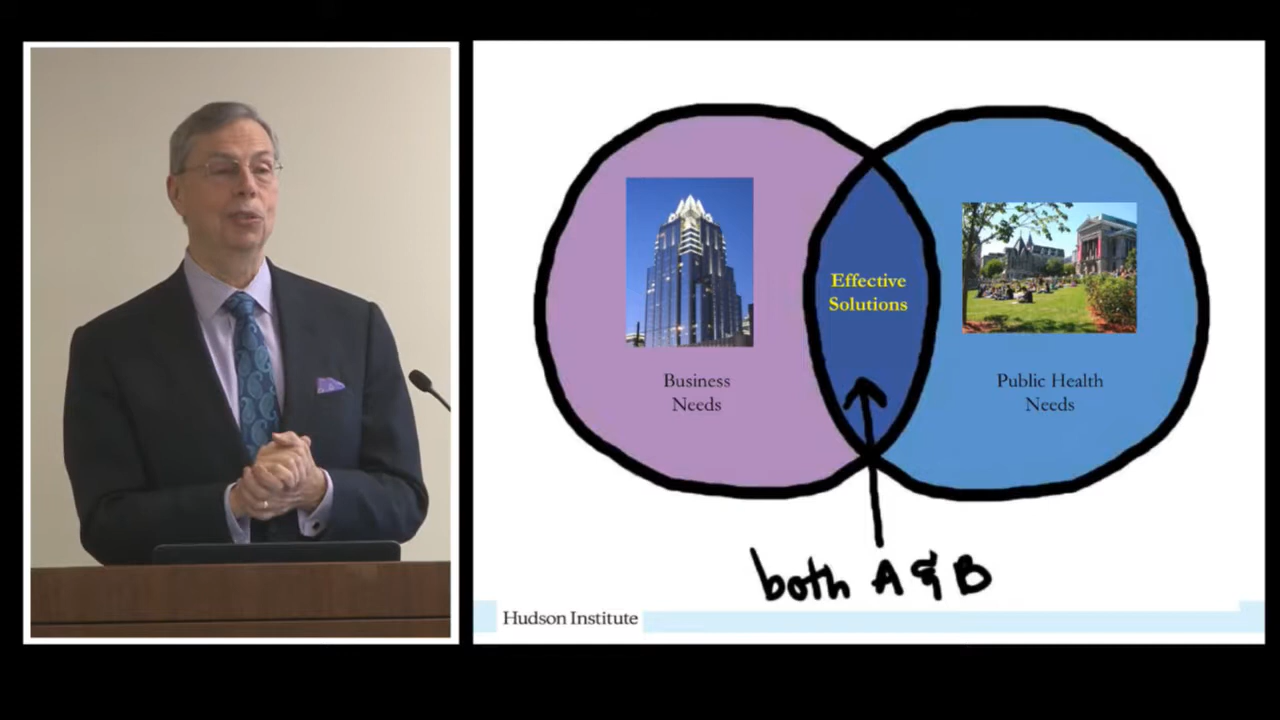 Effective
Solutions
Business
Needs
Public Health
Needs
both A & B
Hudson Institute